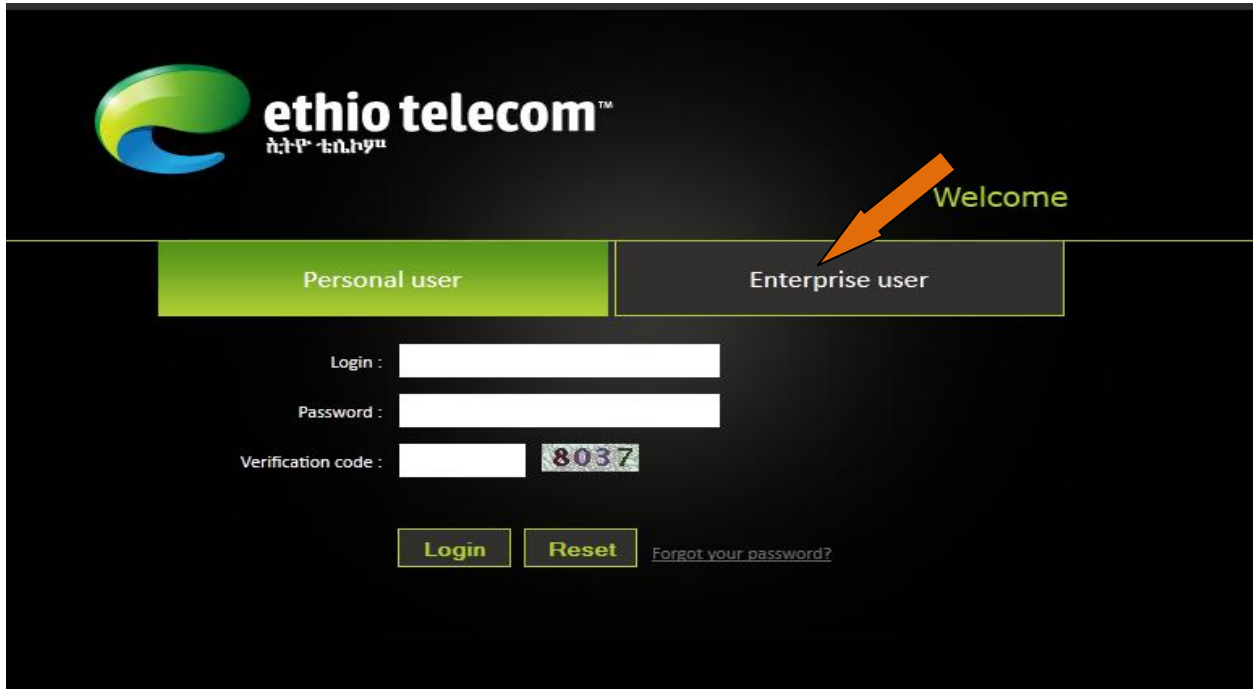 ethio telecom™
ኢትዮ ቴሌኮም
Welcome
Personal user
Enterprise user
Login :
Password :
Verification code :
8037
Login
Reset
Forgot your password?